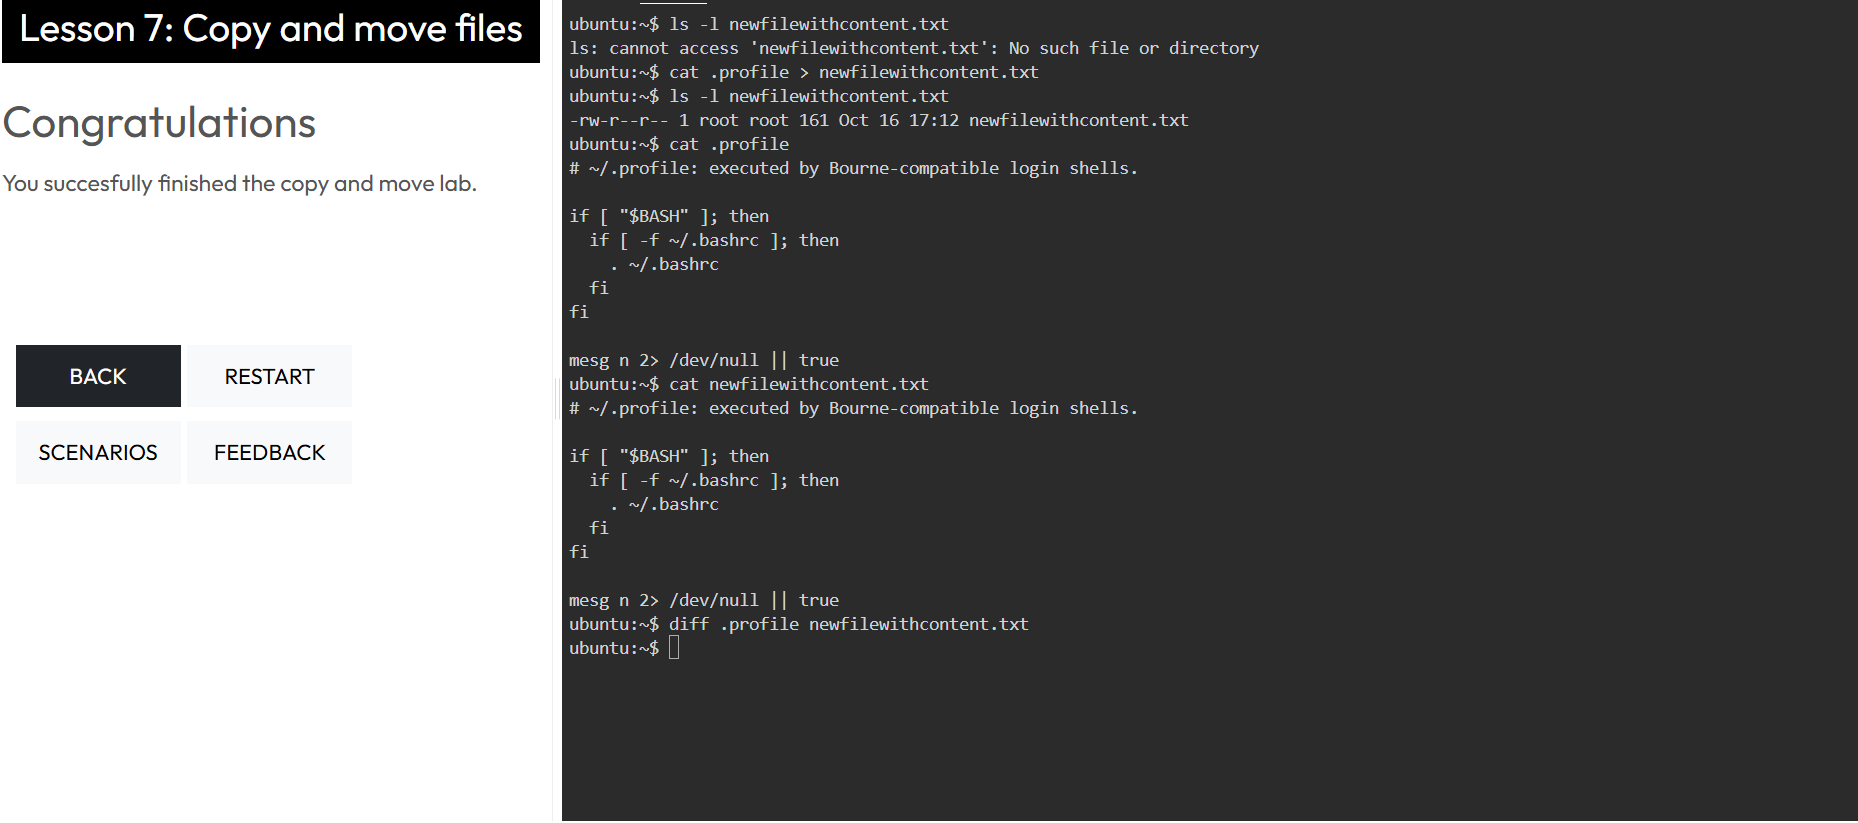 Lesson 7: Copy and move files
Congratulations
You succesfully finished the copy and move lab.
BACK
RESTART
SCENARIOS
FEEDBACK
ubuntu:~$ ls -l newfilewithcontent.txt
ls: cannot access 'newfilewithcontent.txt': No such file or directory
ubuntu:~$ cat .profile > newfilewithcontent.txt
ubuntu:~$ ls -l newfilewithcontent.txt
-rw-r--r-- 1 root root 161 Oct 16 17:12 newfilewithcontent.txt
ubuntu:~$ cat .profile
# ~/.profile: executed by Bourne-compatible login shells.

if [ "$BASH" ]; then
  if [ -f ~/.bashrc ]; then
    . ~/.bashrc
  fi
fi

mesg n 2> /dev/null || true
ubuntu:~$ cat newfilewithcontent.txt
# ~/.profile: executed by Bourne-compatible login shells.

if [ "$BASH" ]; then
  if [ -f ~/.bashrc ]; then
    . ~/.bashrc
  fi
fi

mesg n 2> /dev/null || true
ubuntu:~$ diff .profile newfilewithcontent.txt
ubuntu:~$